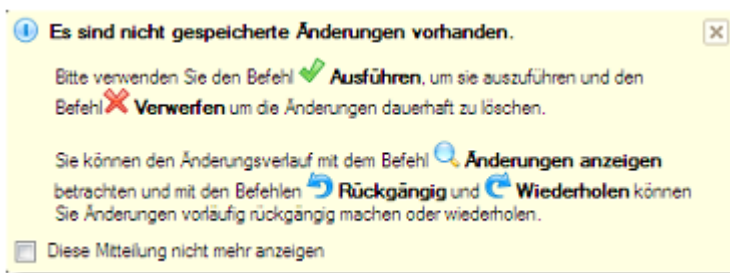 Es sind nicht gespeicherte Änderungen vorhanden.
Bitte verwenden Sie den Befehl Ausführen, um sie auszuführen und den
Befehl Verwerfen um die Änderungen dauerhaft zu löschen.
Sie können den Änderungsverlauf mit dem Befehl Änderungen anzeigen
betrachten und mit den Befehlen Rückgängig und Wiederholen können
Sie Änderungen vorläufig rückgängig machen oder wiederholen.
Diese Mitteilung nicht mehr anzeigen